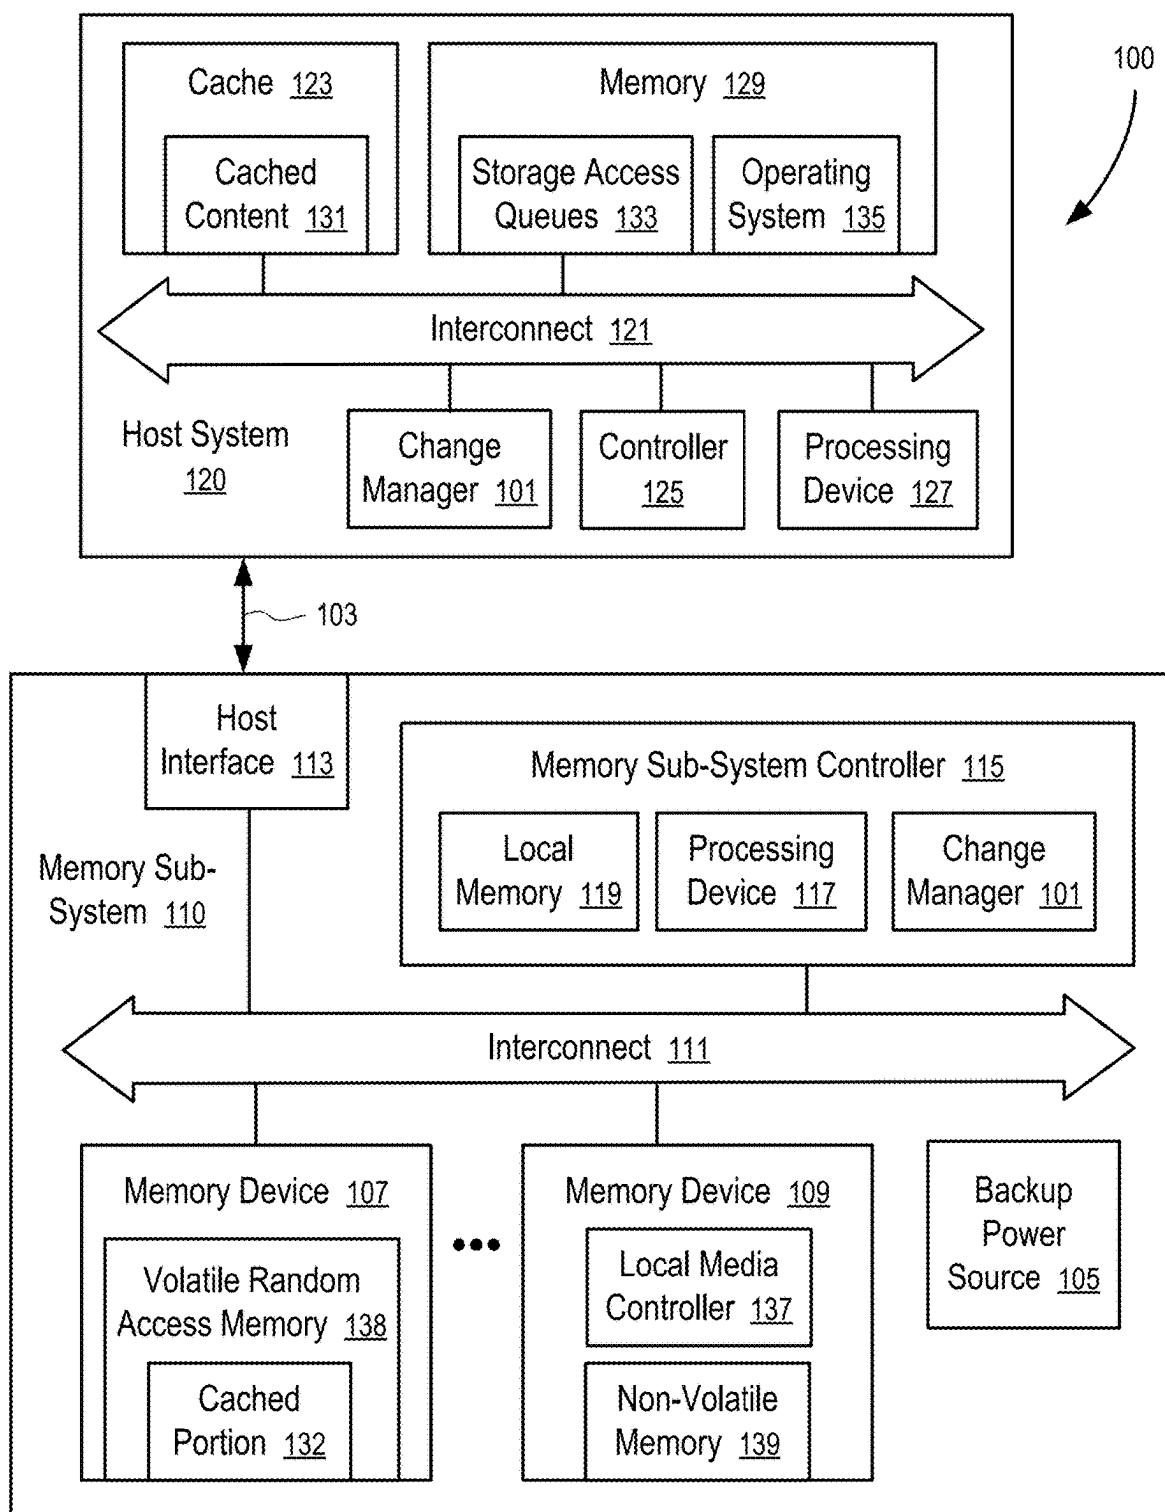 100
Cache 123
Cached
Content 131
Memory 129
Storage Access
Queues 133
Operating
System 135
Interconnect 121
Host System
120
Change
Manager 101
Controller
125
Processing
Device 127
103
Host
Interface 113
Memory Sub-System Controller 115
Local
Memory 119
Processing
Device 117
Change
Manager 101
Memory Sub-
System 110
Interconnect 111
Memory Device 107
Volatile Random
Access Memory 138
Cached
Portion 132
Memory Device 109
Local Media
Controller 137
Non-Volatile
Memory 139
Backup
Power
Source 105